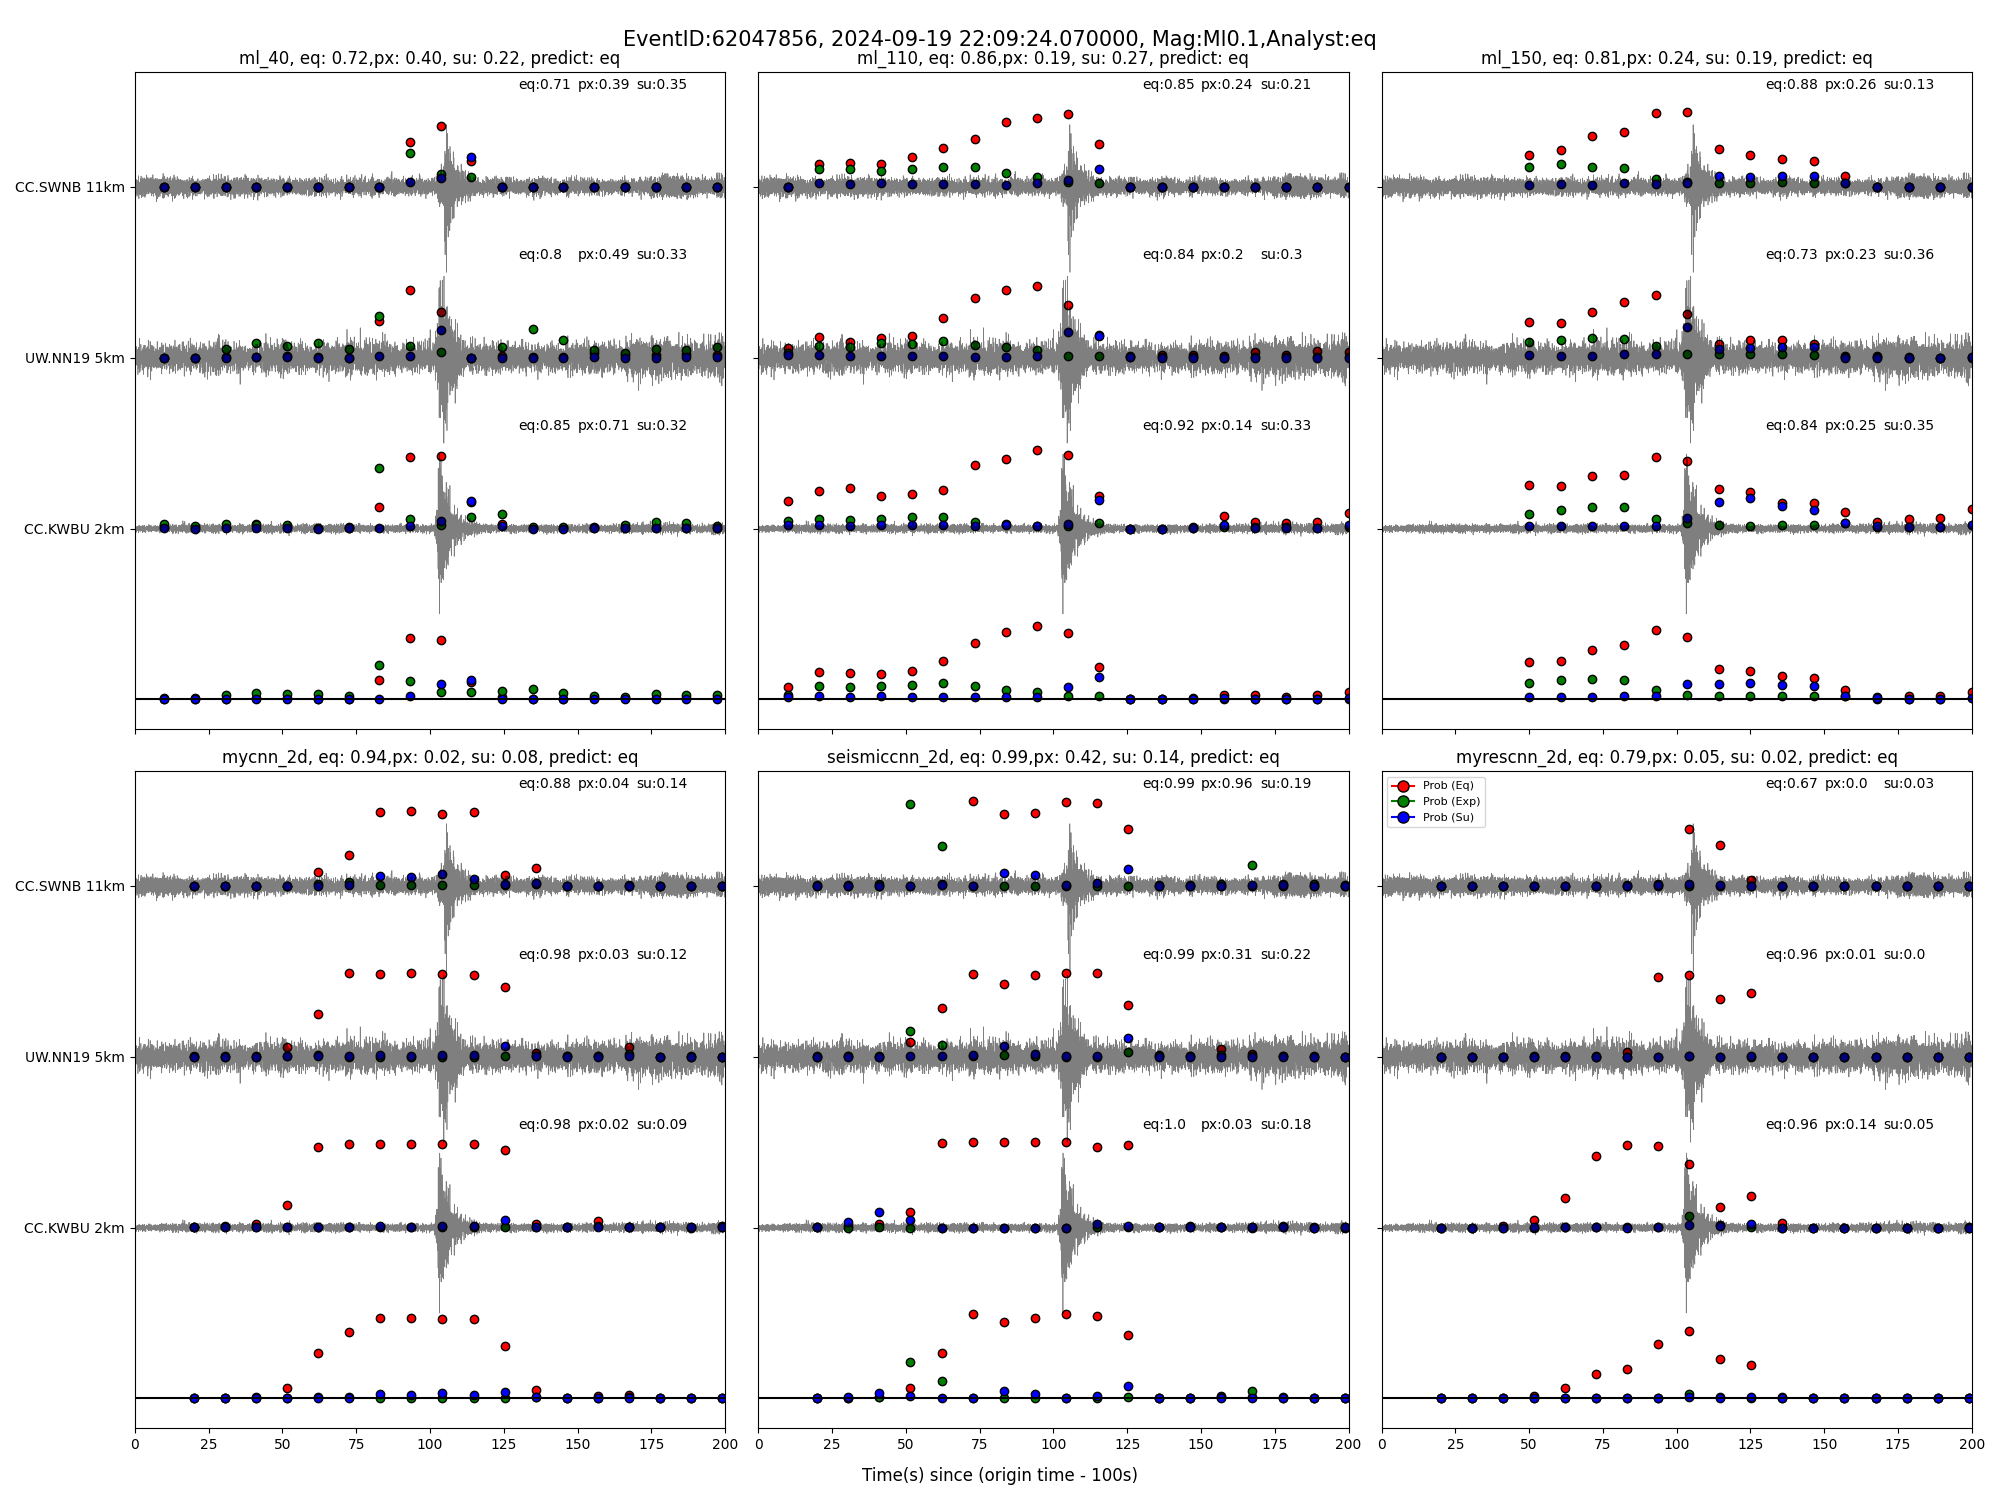 EventID:62047856, 2024-09-19 22:09:24.070000, Mag:Ml0.1,Analyst:eq
ml_40, eq: 0.72,px: 0.40, su: 0.22, predict: eq
eq:0.71 px:0.39 su:0.35
CC.SWNB 11km
eq:0.8 px:0.49 su:0.33
UW.NN19 5km
eq:0.85 px:0.71 su:0.32
CC.KWBU 2km
ml_110, eq: 0.86,px: 0.19, su: 0.27, predict: eq
eq:0.85 px:0.24 su:0.21
eq:0.84 px:0.2 su:0.3
eq:0.92 px:0.14 su:0.33
ml_150, eq: 0.81,px: 0.24, su: 0.19, predict: eq
eq:0.88 px:0.26 su:0.13
eq:0.73 px:0.23 su:0.36
eq:0.84 px:0.25 su:0.35
mycnn_2d, eq: 0.94,px: 0.02, su: 0.08, predict: eq
eq:0.88 px:0.04 su:0.14
CC.SWNB 11km
eq:0.98 px:0.03 su:0.12
UW.NN19 5km
eq:0.98 px:0.02 su:0.09
CC.KWBU 2km
0 25 50 75 100 125 150 175 200
seismiccnn_2d, eq: 0.99,px: 0.42, su: 0.14, predict: eq
eq:0.99 px:0.96 su:0.19
eq:0.99 px:0.31 su:0.22
eq:1.0 px:0.03 su:0.18
0 25 50 75 100 125 150 175 200
myrescnn_2d, eq: 0.79,px: 0.05, su: 0.02, predict: eq
Prob (Eq)
Prob (Exp)
Prob (Su)
eq:0.67 px:0.0 su:0.03
eq:0.96 px:0.01 su:0.0
eq:0.96 px:0.14 su:0.05
0 25 50 75 100 125 150 175 200
Time(s) since (origin time - 100s)